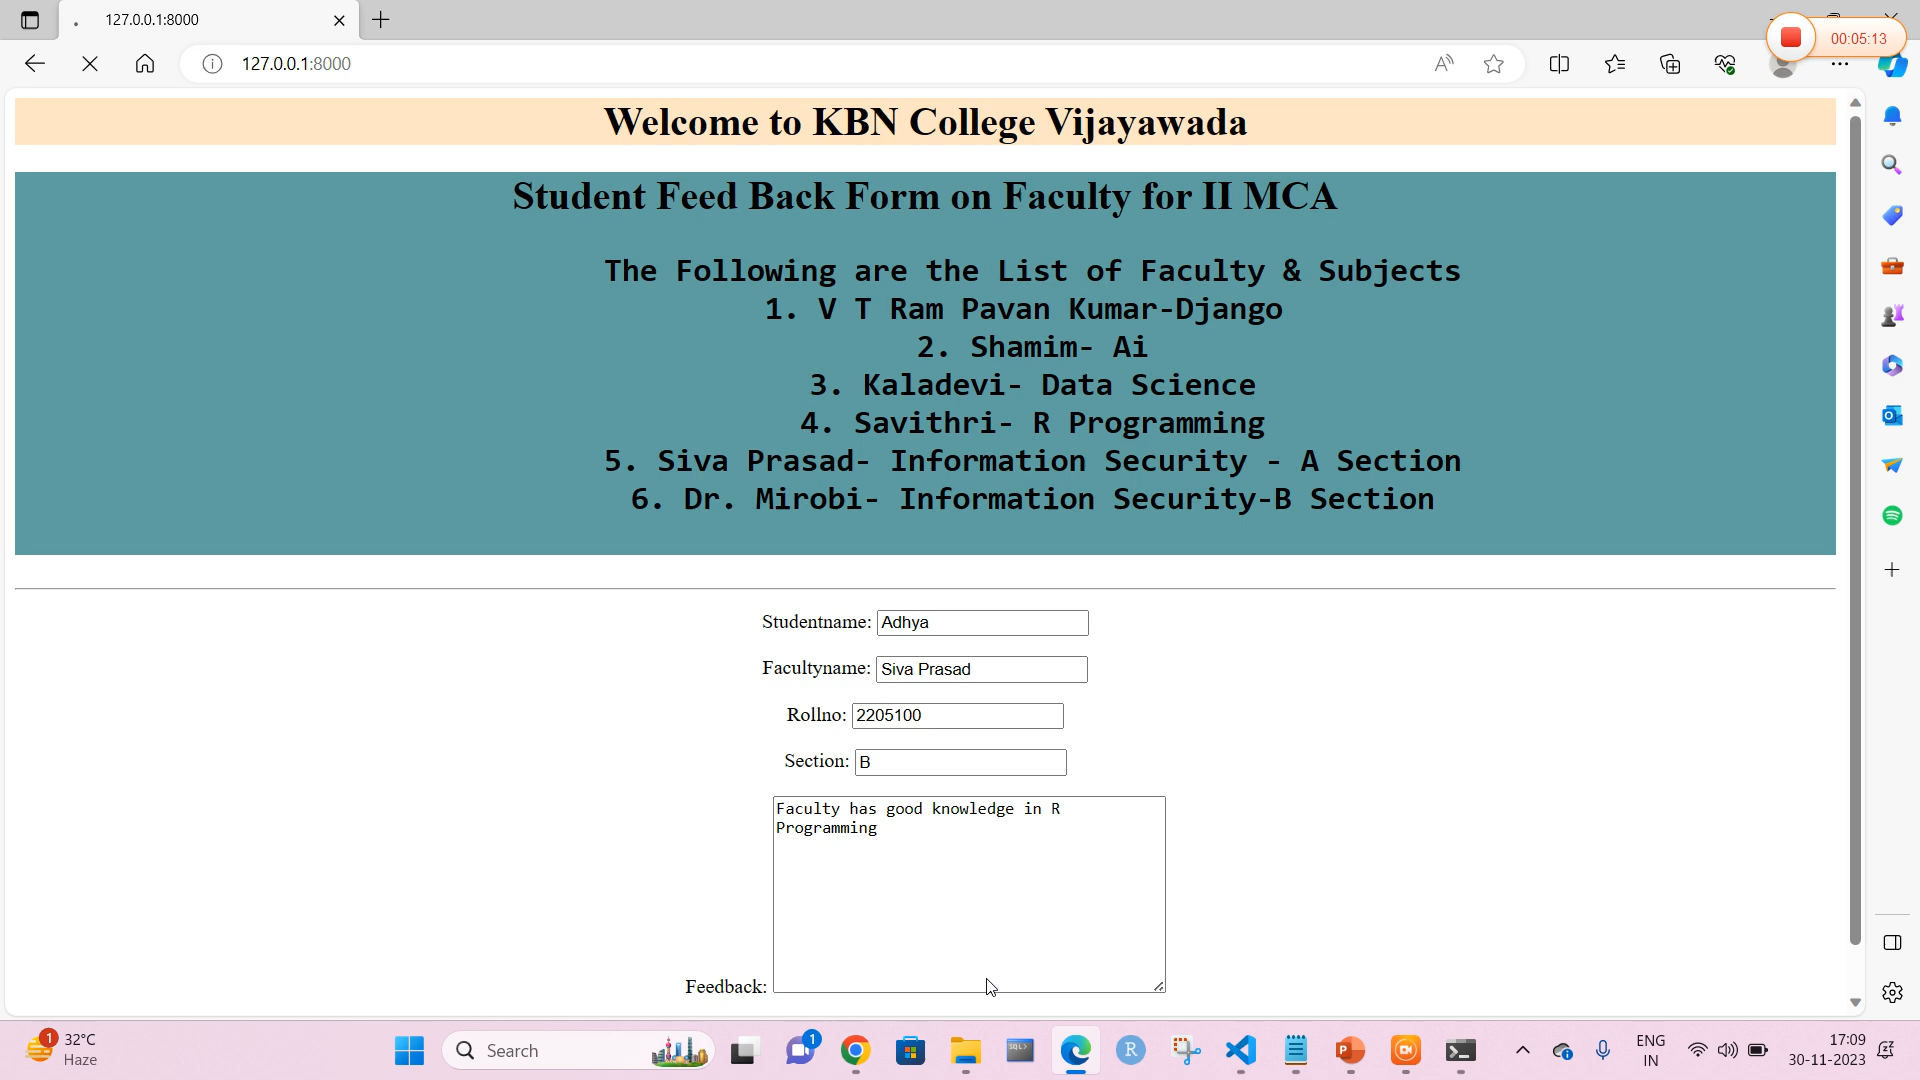 127.0.0.1:8000
00:05:13
127.0.0.1:8000
Welcome to KBN College Vijayawada
Student Feed Back Form on Faculty for II MCA
The Following are the List of Faculty & Subjects
1. V T Ram Pavan Kumar-Django
2. Shamim- Ai
3. Kaladevi- Data Science
4. Savithri- R Programming
5. Siva Prasad- Information Security - A Section
6. Dr. Mirobi- Information Security-B Section
Studentname: Adhya
Facultyname: Siva Prasad
Rollno: 2205100
Section: B
Faculty has good knowledge in R
Programming
Feedback:
1
32°C
Haze
Search
1
SQL>
R
P
ENG
IN
17:09
30-11-2023